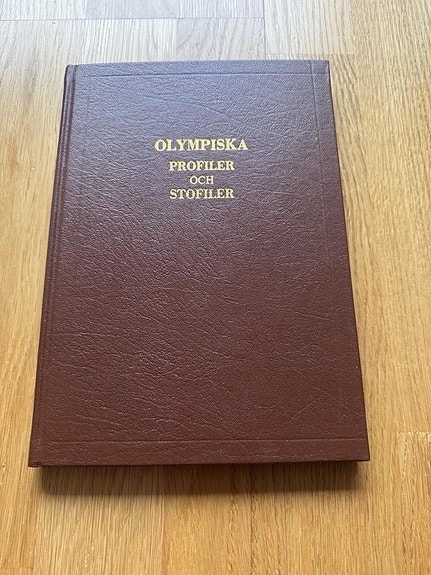 OLYMPISKA
PROFILER
OCH
STOFILER